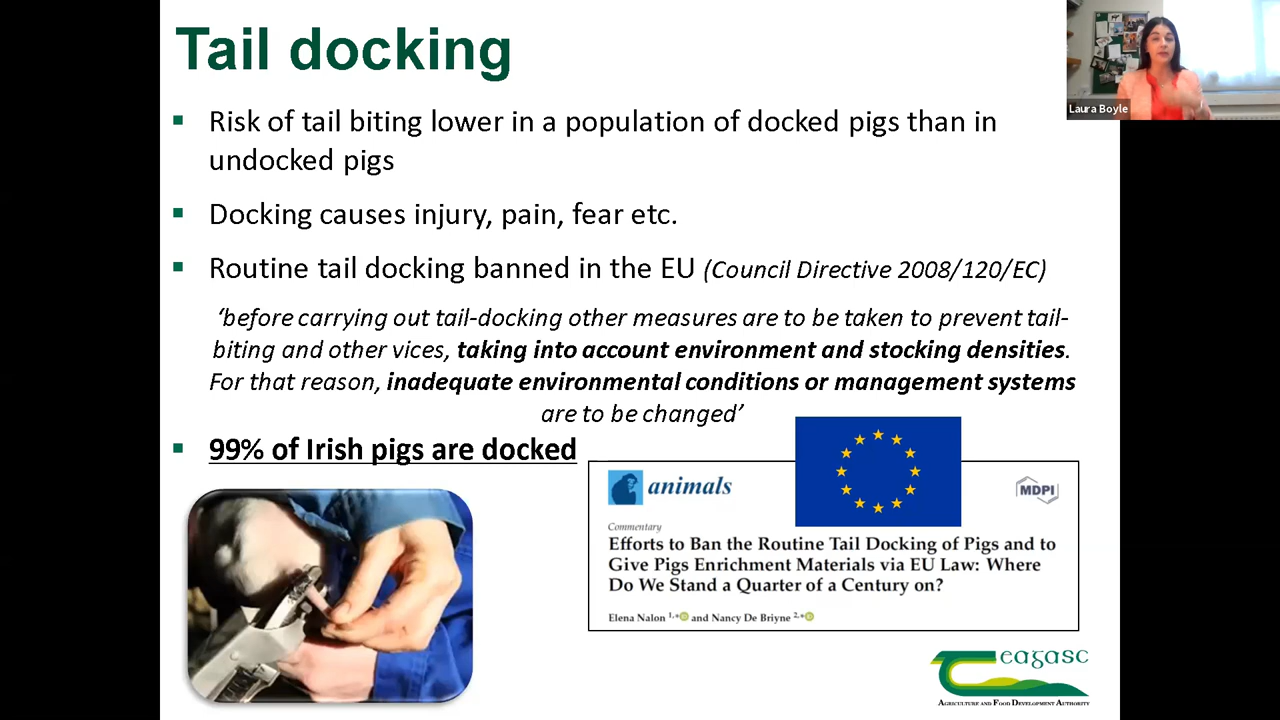 Tail docking
Laura Boyle
▪ Risk of tail biting lower in a population of docked pigs than in
undocked pigs
▪ Docking causes injury, pain, fear etc.
▪ Routine tail docking banned in the EU (Council Directive 2008/120/EC)
‘before carrying out tail-docking other measures are to be taken to prevent tail-
biting and other vices, taking into account environment and stocking densities.
For that reason, inadequate environmental conditions or management systems
are to be changed’
▪ 99% of Irish pigs are docked
animals
MDPI
Commentary
Efforts to Ban the Routine Tail Docking of Pigs and to
Give Pigs Enrichment Materials via EU Law: Where
Do We Stand a Quarter of a Century on?
Elena Nalon 1,* and Nancy De Briyne 2,*
teagasc
AGRICULTURE AND FOOD DEVELOPMENT AUTHORITY